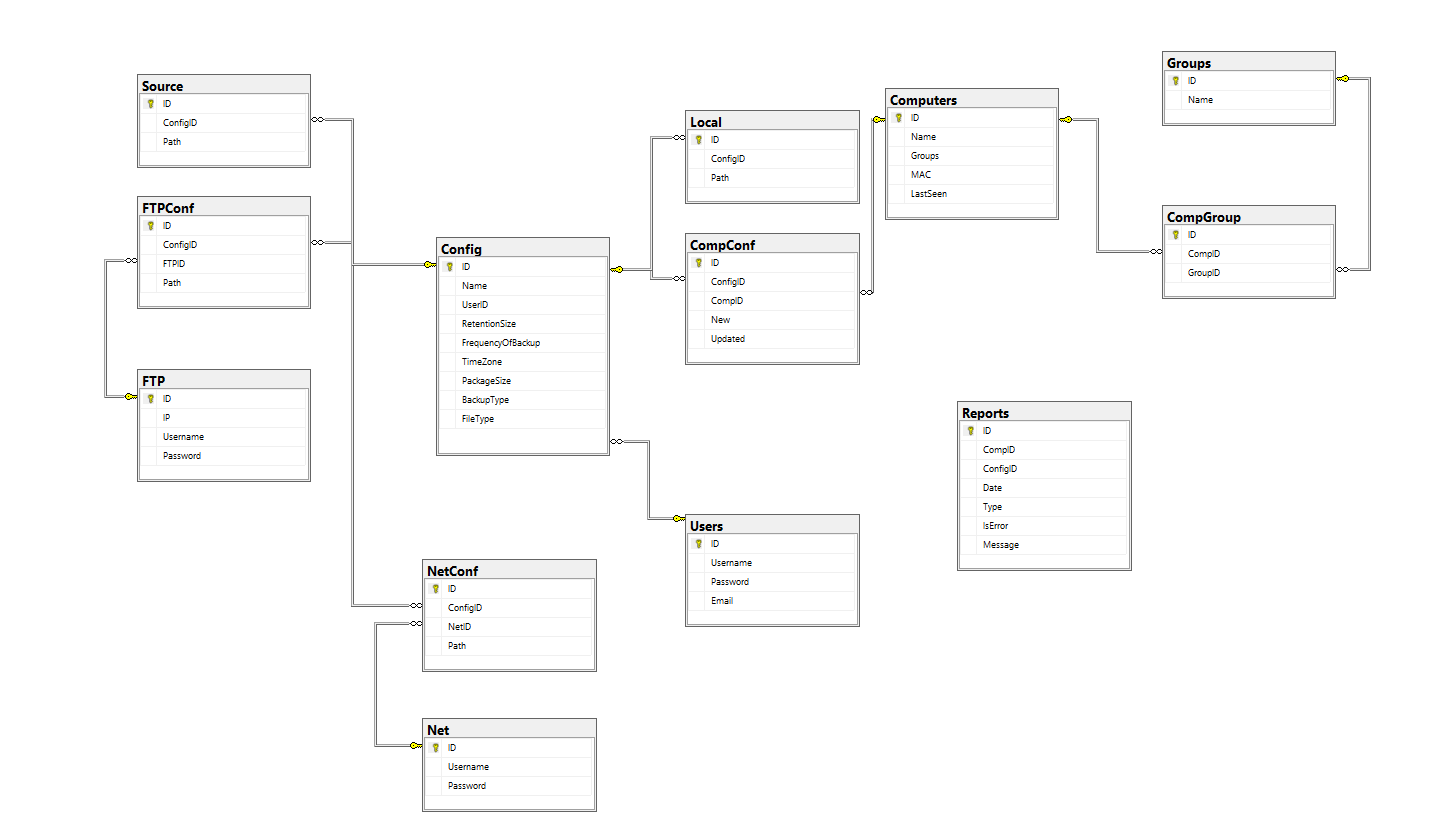 Source
ID
ConfigID
Path
FTPConf
ID
ConfigID
FTPID
Path
FTP
ID
IP
Username
Password
Config
ID
Name
UserID
RetentionSize
FrequencyOfBackup
TimeZone
PackageSize
BackupType
FileType
NetConf
ID
ConfigID
NetID
Path
Net
ID
Username
Password
Local
ID
ConfigID
Path
CompConf
ID
ConfigID
CompID
New
Updated
Users
ID
Username
Password
Email
Computers
ID
Name
Groups
MAC
LastSeen
Reports
ID
CompID
ConfigID
Date
Type
IsError
Message
Groups
ID
Name
CompGroup
ID
CompID
GroupID